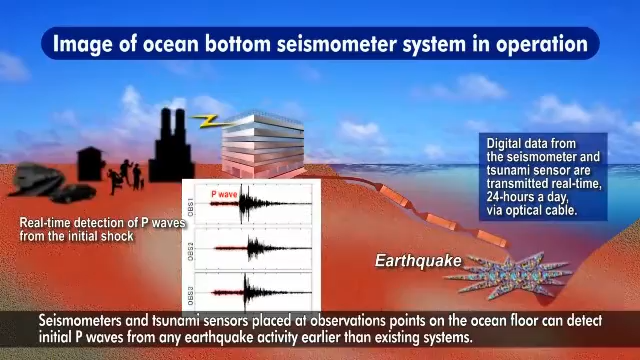 Image of ocean bottom seismometer system in operation
Digital data from
the seismometer and
tsunami sensor are
transmitted real-time,
24-hours a day,
via optical cable.
P wave
OBS1
OBS2
OBS3
Real-time detection of P waves
from the initial shock
Earthquake
Seismometers and tsunami sensors placed at observations points on the ocean floor can detect
initial P waves from any earthquake activity earlier than existing systems.